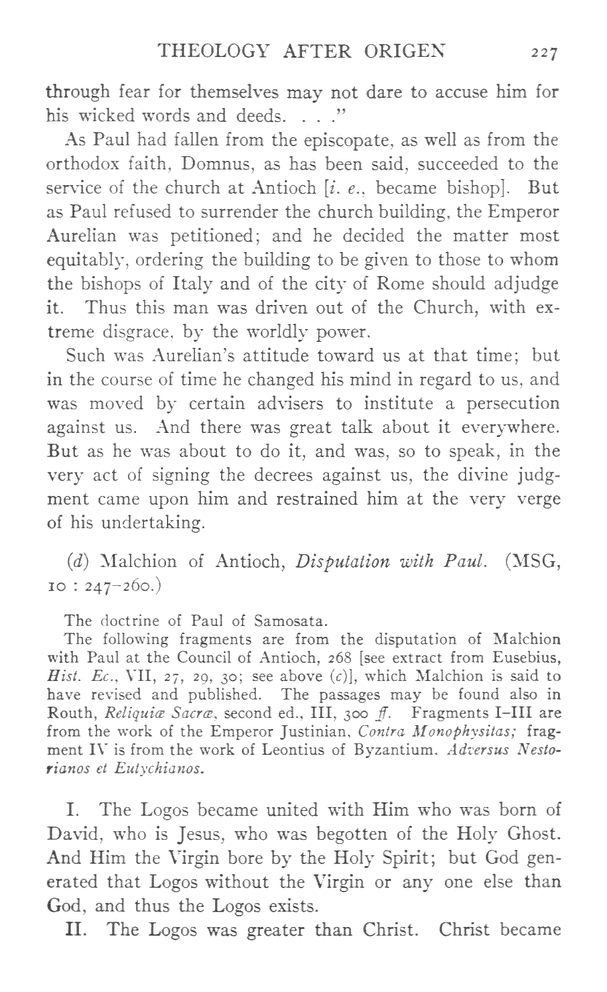 THEOLOGY AFTER ORIGEN 227
through fear for themselves may not dare to accuse him for
his wicked words and deeds. . . .”
As Paul had fallen from the episcopate, as well as from the
orthodox faith, Domnus, as has been said, succeeded to the
service of the church at Antioch [i. e., became bishop]. But
as Paul refused to surrender the church building, the Emperor
Aurelian was petitioned; and he decided the matter most
equitably, ordering the building to be given to those to whom
the bishops of Italy and of the city of Rome should adjudge
it. Thus this man was driven out of the Church, with ex-
treme disgrace, by the worldly power.
Such was Aurelian’s attitude toward us at that time; but
in the course of time he changed his mind in regard to us, and
was moved by certain advisers to institute a persecution
against us. And there was great talk about it everywhere.
But as he was about to do it, and was, so to speak, in the
very act of signing the decrees against us, the divine judg-
ment came upon him and restrained him at the very verge
of his undertaking.
(d) Malchion of Antioch, Disputation with Paul. (MSG,
10 : 247–260.)
The doctrine of Paul of Samosata.
The following fragments are from the disputation of Malchion
with Paul at the Council of Antioch, 268 [see extract from Eusebius,
Hist. Ec., VII, 27, 29, 30; see above (c)], which Malchion is said to
have revised and published. The passages may be found also in
Routh, Reliquiæ Sacræ, second ed., III, 300 ff. Fragments I–III are
from the work of the Emperor Justinian, Contra Monophysitas; frag-
ment IV is from the work of Leontius of Byzantium. Adversus Nesto-
rianos et Eutychianos.
I. The Logos became united with Him who was born of
David, who is Jesus, who was begotten of the Holy Ghost.
And Him the Virgin bore by the Holy Spirit; but God gen-
erated that Logos without the Virgin or any one else than
God, and thus the Logos exists.
II. The Logos was greater than Christ. Christ became